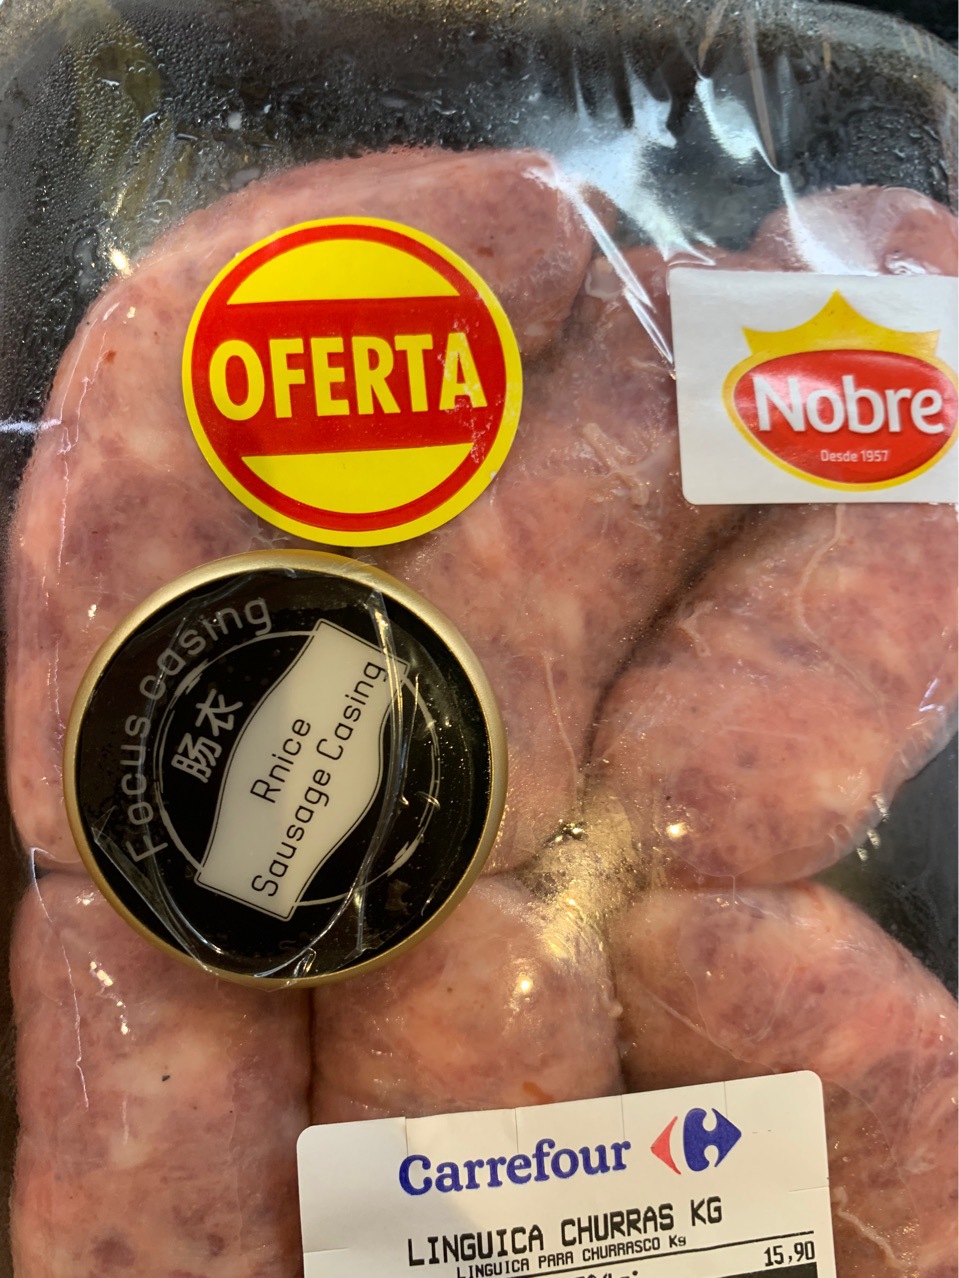 OFERTA
Nobre
Desde 1957
Focus casing
肠衣
Rnice
Sausage Casing
Carrefour
LINGUICA CHURRAS KG
LINGUICA PARA CHURRASCO Kg
15,90